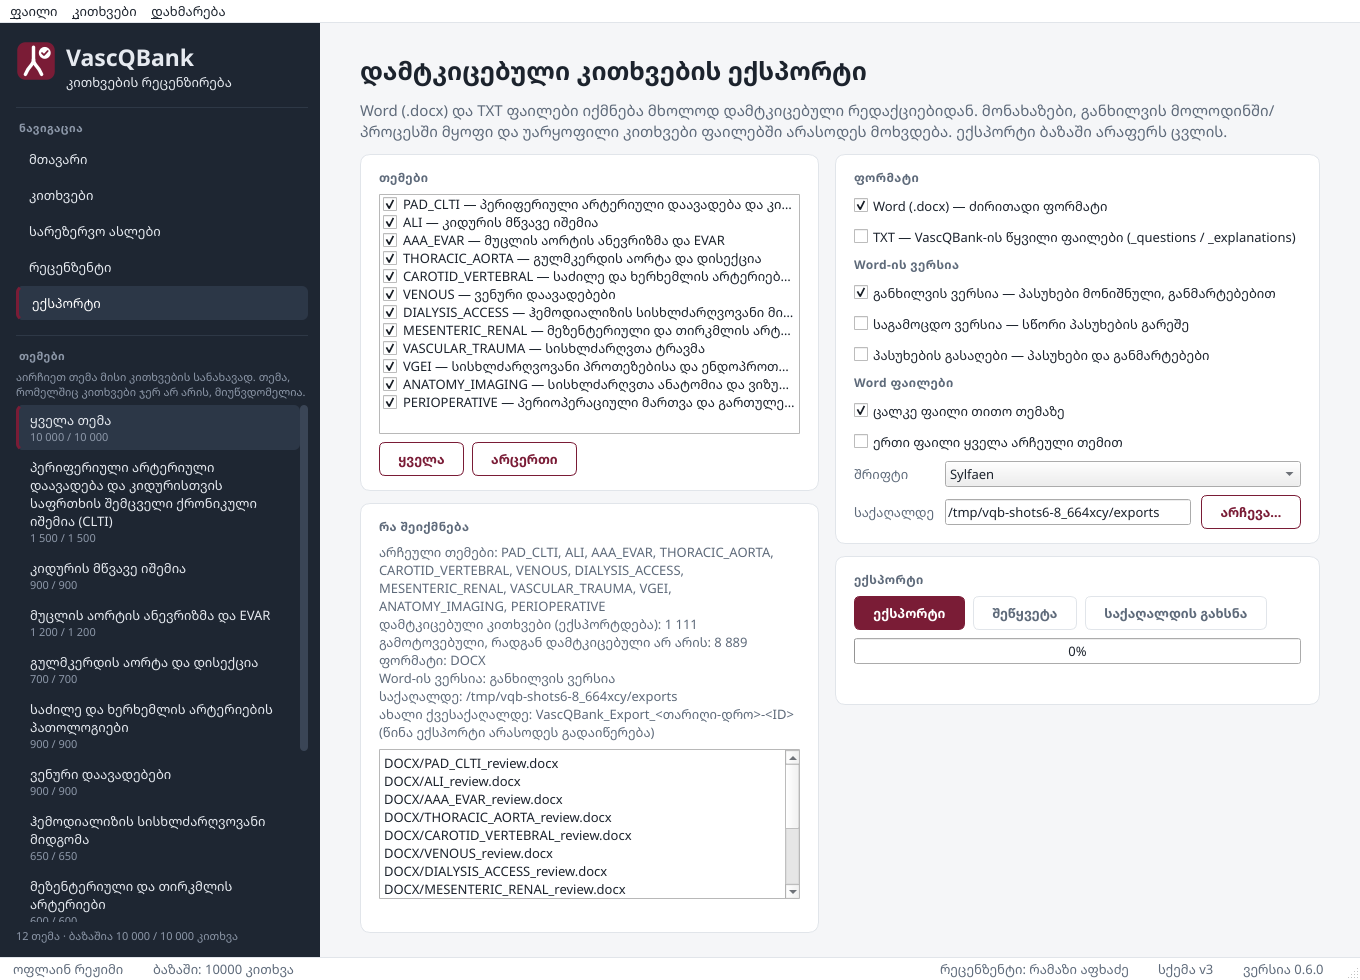 ფაილი კითხვები დახმარება
VascQBank
კითხვების რეცენზირება
ნავიგაცია
მთავარი
კითხვები
სარეზერვო ასლები
რეცენზენტი
ექსპორტი
თემები
აირჩიეთ თემა მისი კითხვების სანახავად. თემა,
რომელშიც კითხვები ჯერ არ არის, მიუწვდომელია.
ყველა თემა
10 000 / 10 000
პერიფერიული არტერიული
დაავადება და კიდურისთვის
საფრთხის შემცველი ქრონიკული
იშემია (CLTI)
1 500 / 1 500
კიდურის მწვავე იშემია
900 / 900
მუცლის აორტის ანევრიზმა და EVAR
1 200 / 1 200
გულმკერდის აორტა და დისექცია
700 / 700
საძილე და ხერხემლის არტერიების
პათოლოგიები
900 / 900
ვენური დაავადებები
900 / 900
ჰემოდიალიზის სისხლძარღვოვანი
მიდგომა
650 / 650
მეზენტერიული და თირკმლის
არტერიები
600 / 600
12 თემა · ბაზაშია 10 000 / 10 000 კითხვა
დამტკიცებული კითხვების ექსპორტი
Word (.docx) და TXT ფაილები იქმნება მხოლოდ დამტკიცებული რედაქციებიდან. მონახაზები, განხილვის მოლოდინში/
პროცესში მყოფი და უარყოფილი კითხვები ფაილებში არასოდეს მოხვდება. ექსპორტი ბაზაში არაფერს ცვლის.
თემები
PAD_CLTI — პერიფერიული არტერიული დაავადება და კი...
ALI — კიდურის მწვავე იშემია
AAA_EVAR — მუცლის აორტის ანევრიზმა და EVAR
THORACIC_AORTA — გულმკერდის აორტა და დისექცია
CAROTID_VERTEBRAL — საძილე და ხერხემლის არტერიებ...
VENOUS — ვენური დაავადებები
DIALYSIS_ACCESS — ჰემოდიალიზის სისხლძარღვოვანი მი...
MESENTERIC_RENAL — მეზენტერიული და თირკმლის არტ...
VASCULAR_TRAUMA — სისხლძარღვთა ტრავმა
VGEI — სისხლძარღვოვანი პროთეზებისა და ენდოპროთ...
ANATOMY_IMAGING — სისხლძარღვთა ანატომია და ვიზუ...
PERIOPERATIVE — პერიოპერაციული მართვა და გართულე...
ყველა არცერთი
რა შეიქმნება
არჩეული თემები: PAD_CLTI, ALI, AAA_EVAR, THORACIC_AORTA,
CAROTID_VERTEBRAL, VENOUS, DIALYSIS_ACCESS,
MESENTERIC_RENAL, VASCULAR_TRAUMA, VGEI,
ANATOMY_IMAGING, PERIOPERATIVE
დამტკიცებული კითხვები (ექსპორტდება): 1 111
გამოტოვებული, რადგან დამტკიცებული არ არის: 8 889
ფორმატი: DOCX
Word-ის ვერსია: განხილვის ვერსია
საქაღალდე: /tmp/vqb-shots6-8_664xcy/exports
ახალი ქვესაქაღალდე: VascQBank_Export_<თარიღი-დრო>-<ID>
(წინა ექსპორტი არასოდეს გადაიწერება)
DOCX/PAD_CLTI_review.docx
DOCX/ALI_review.docx
DOCX/AAA_EVAR_review.docx
DOCX/THORACIC_AORTA_review.docx
DOCX/CAROTID_VERTEBRAL_review.docx
DOCX/VENOUS_review.docx
DOCX/DIALYSIS_ACCESS_review.docx
DOCX/MESENTERIC_RENAL_review.docx
ფორმატი
Word (.docx) — ძირითადი ფორმატი
TXT — VascQBank-ის წყვილი ფაილები (_questions / _explanations)
Word-ის ვერსია
განხილვის ვერსია — პასუხები მონიშნული, განმარტებებით
საგამოცდო ვერსია — სწორი პასუხების გარეშე
პასუხების გასაღები — პასუხები და განმარტებები
Word ფაილები
ცალკე ფაილი თითო თემაზე
ერთი ფაილი ყველა არჩეული თემით
შრიფტი Sylfaen
საქაღალდე /tmp/vqb-shots6-8_664xcy/exports არჩევა...
ექსპორტი
ექსპორტი შეწყვეტა საქაღალდის გახსნა
0%
ოფლაინ რეჟიმი ბაზაში: 10000 კითხვა რეცენზენტი: რამაზი აფხაძე სქემა v3 ვერსია 0.6.0